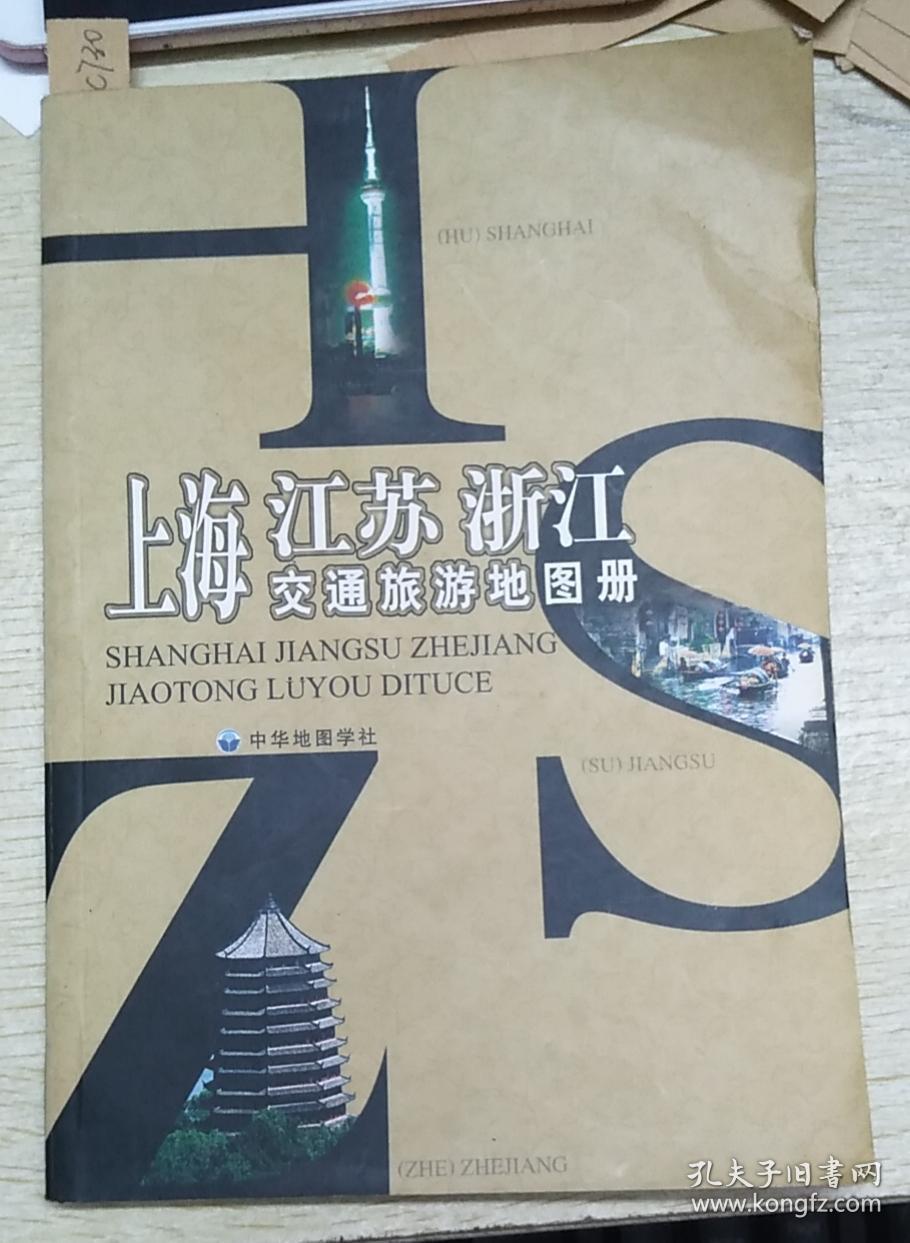 C730
(HU) SHANGHAI
上海 江苏 浙江
交通旅游地图册
SHANGHAI JIANGSU ZHEJIANG
JIAOTONG LÜYOU DITUCE
中华地图学社
(SU) JIANGSU
(ZHE) ZHEJIANG
孔夫子旧書网
www.kongfz.com